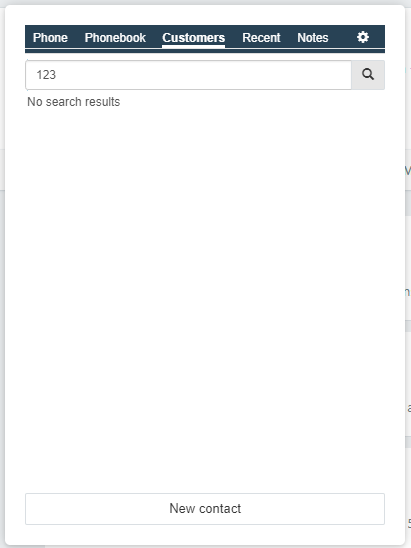 Phone Phonebook Customers Recent Notes
123
No search results
New contact